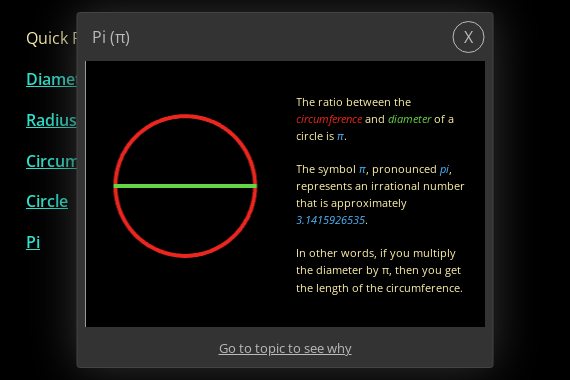 Quick
Pi (π)
X
Radius
Circle
Pi
The ratio between the
circumference and diameter of a
circle is π.
The symbol π, pronounced pi,
represents an irrational number
that is approximately
3.1415926535.
In other words, if you multiply
the diameter by π, then you get
the length of the circumference.
Go to topic to see why